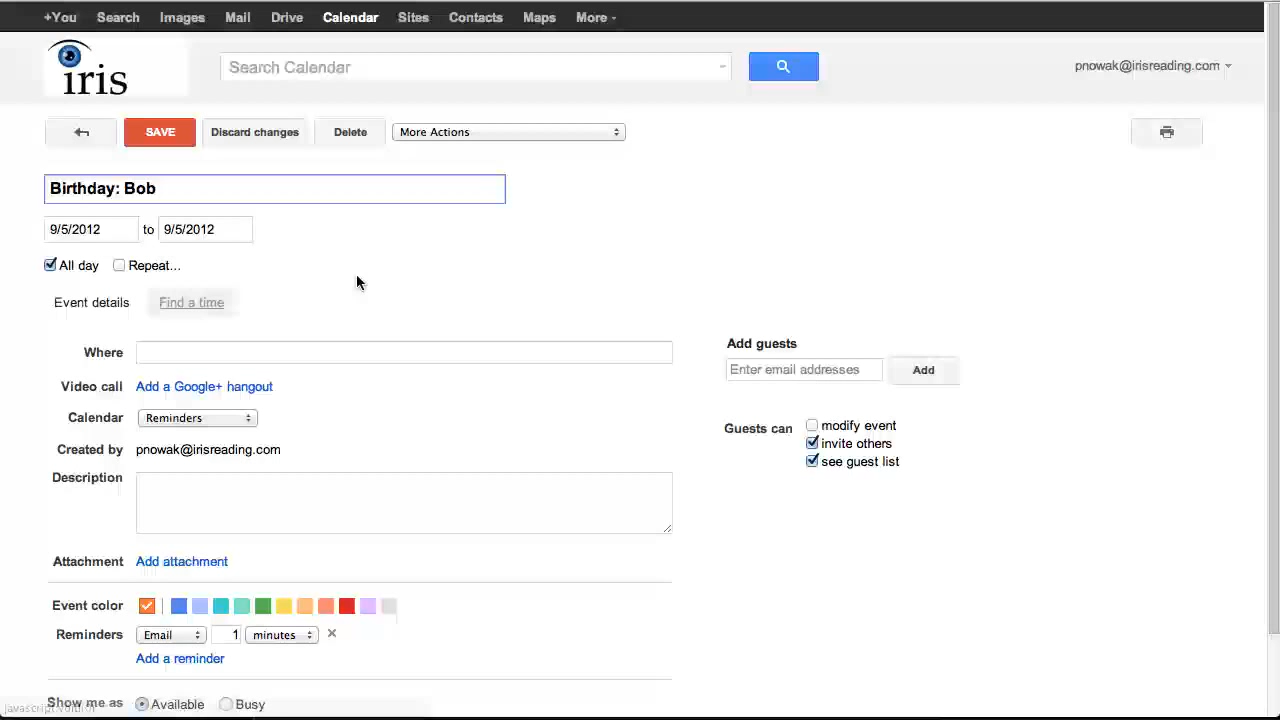 +You Search Images Mail Drive Calendar Sites Contacts Maps More
iris
Search Calendar
pnowak@irisreading.com
SAVE Discard changes Delete More Actions
Birthday: Bob
9/5/2012 to 9/5/2012
All day Repeat...
Event details Find a time
Where
Video call Add a Google+ hangout
Calendar Reminders
Created by pnowak@irisreading.com
Description
Attachment Add attachment
Event color
Reminders Email 1 minutes
Add a reminder
Show me as Available Busy
Add guests
Enter email addresses Add
Guests can modify event
invite others
see guest list